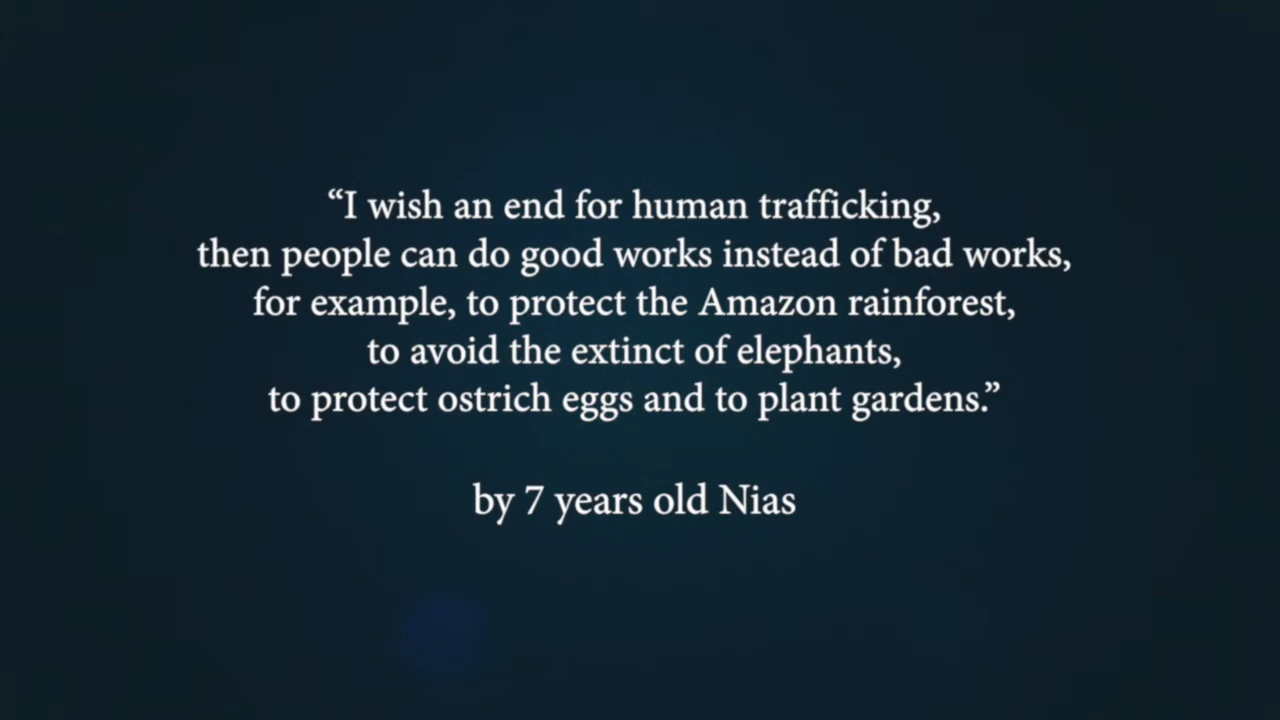 “I wish an end for human trafficking,
then people can do good works instead of bad works,
for example, to protect the Amazon rainforest,
to avoid the extinct of elephants,
to protect ostrich eggs and to plant gardens.”
by 7 years old Nias